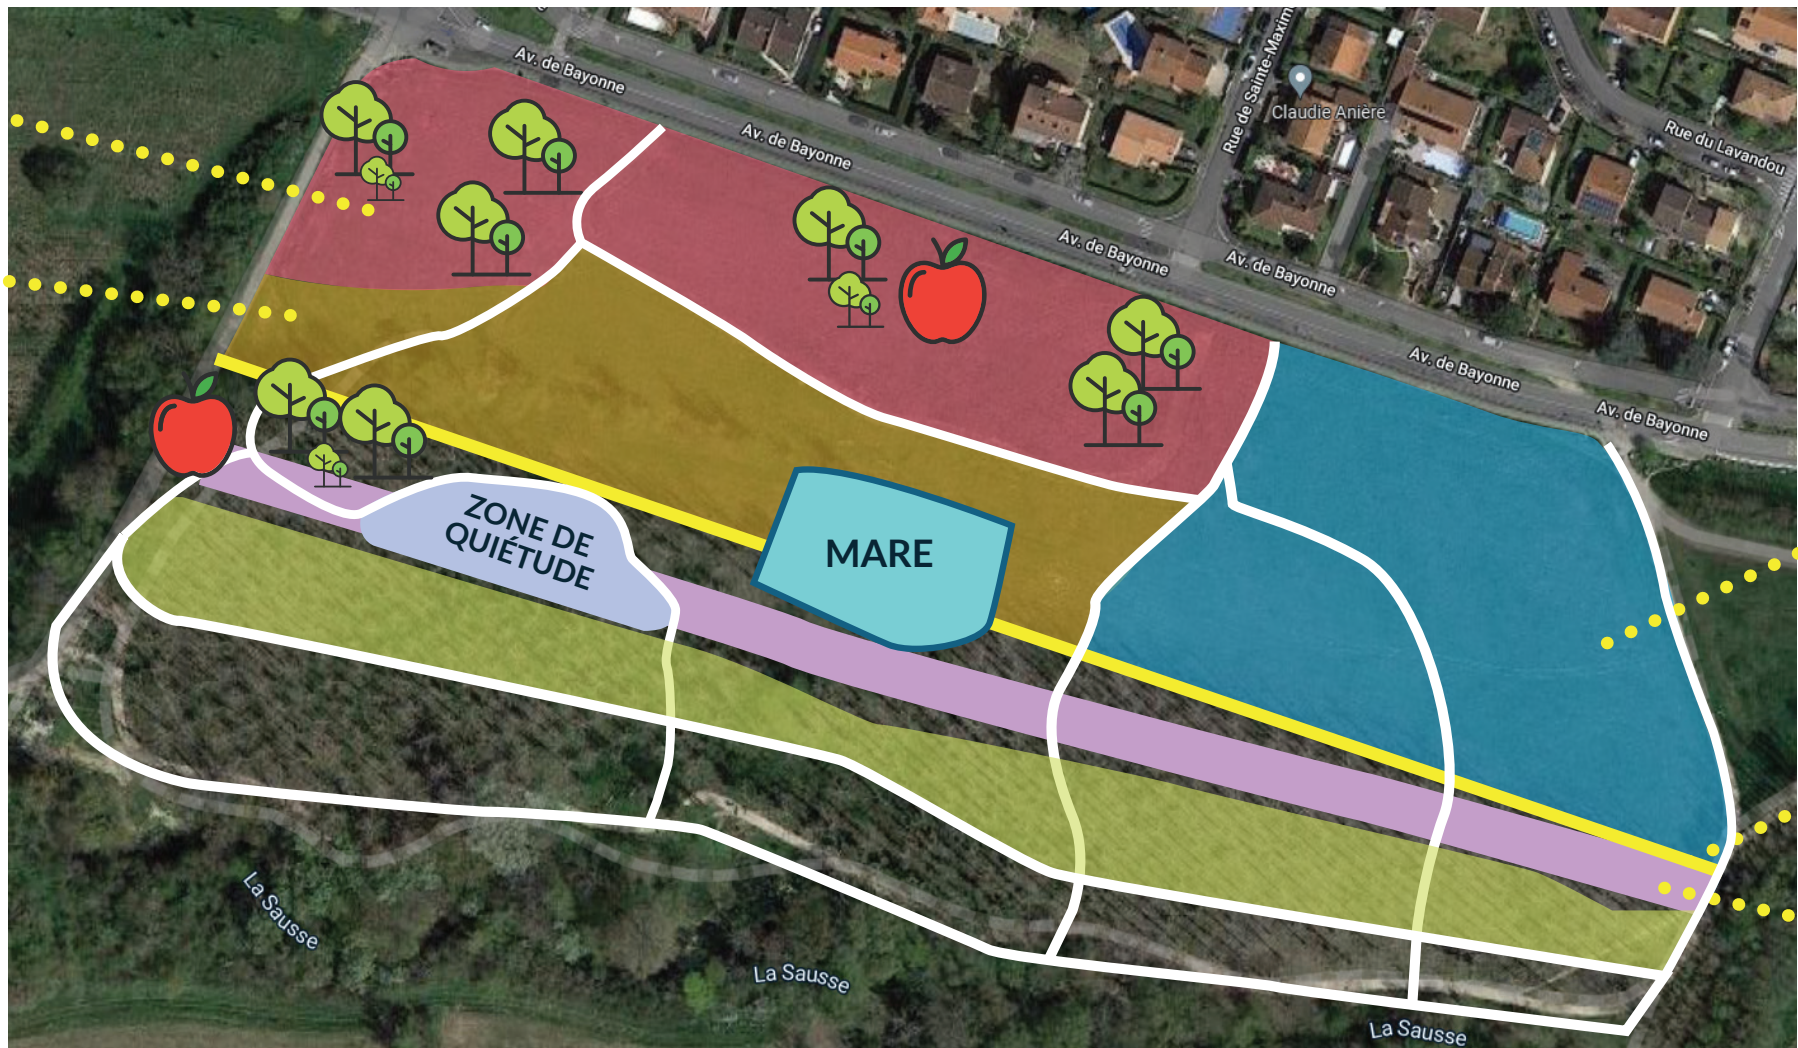 Av. de Bayonne
Av. de Bayonne
Rue de Sainte-Maxim
Claudie Anière
Rue du Lavandou
Av. de Bayonne
Av. de Bayonne
Av. de Bayonne
Av. de Bayonne
ZONE DE
QUIÉTUDE
MARE
La Sausse
La Sausse
La Sausse